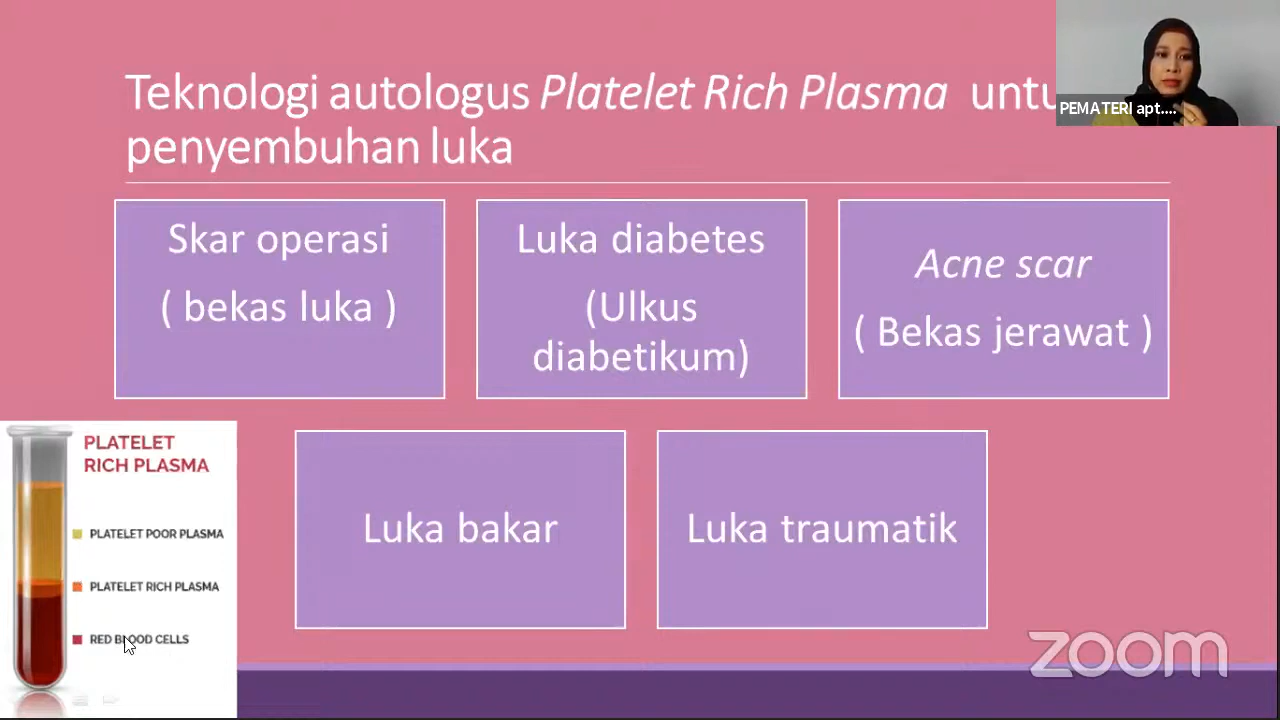 Teknologi autologus Platelet Rich Plasma untu
penyembuhan luka
PEMATERI apt....
Skar operasi
( bekas luka )
Luka diabetes
(Ulkus
diabetikum)
Acne scar
( Bekas jerawat )
PLATELET
RICH PLASMA
PLATELET POOR PLASMA
PLATELET RICH PLASMA
RED BLOOD CELLS
Luka bakar
Luka traumatik
zoom